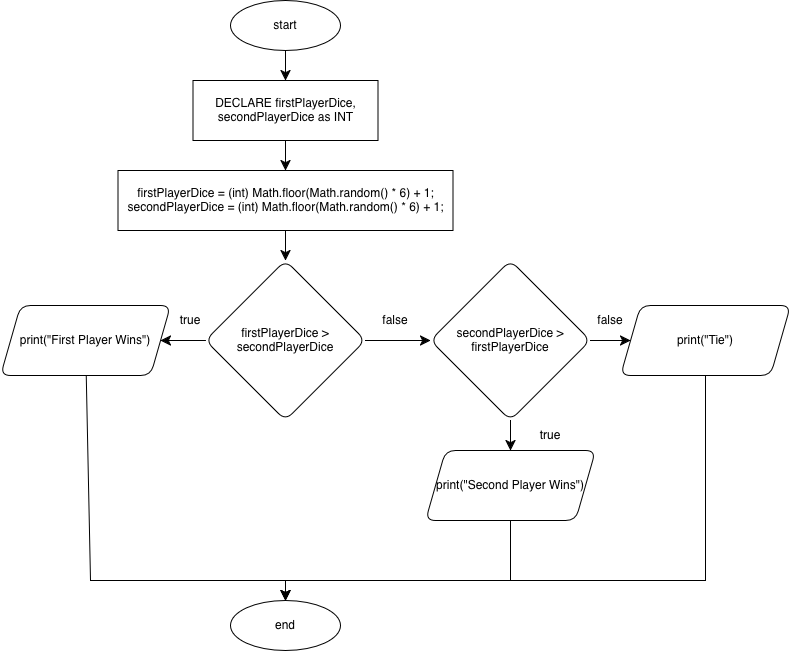 start
DECLARE firstPlayerDice,
secondPlayerDice as INT
firstPlayerDice = (int) Math.floor(Math.random() * 6) + 1;
secondPlayerDice = (int) Math.floor(Math.random() * 6) + 1;
true
false
false
print("First Player Wins")
firstPlayerDice >
secondPlayerDice
secondPlayerDice >
firstPlayerDice
print("Tie")
true
print("Second Player Wins")
end